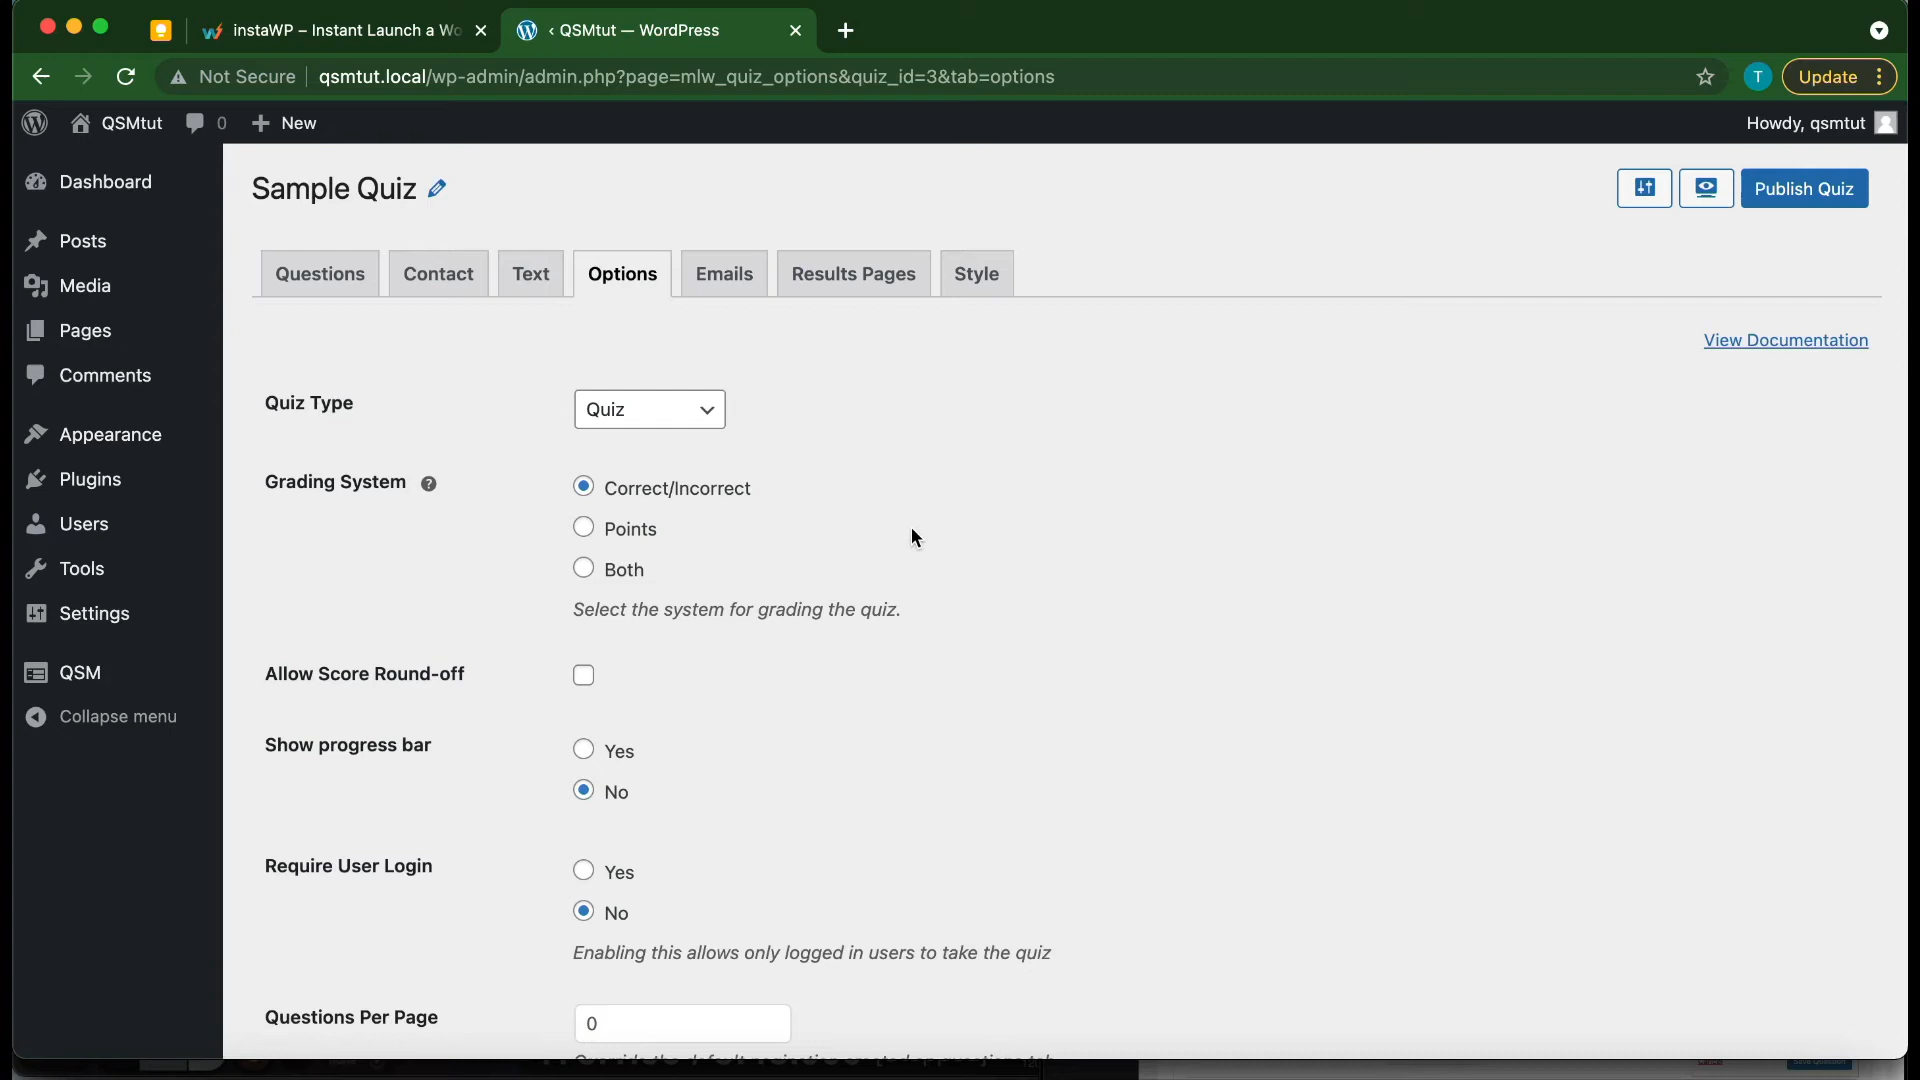 instaWP – Instant Launch a Wo
‹ QSMtut — WordPress
Not Secure
qsmtut.local/wp-admin/admin.php?page=mlw_quiz_options&quiz_id=3&tab=options
T
Update
QSMtut
0
New
Howdy, qsmtut
Dashboard
Posts
Media
Pages
Comments
Appearance
Plugins
Users
Tools
Settings
QSM
Collapse menu
Sample Quiz
Publish Quiz
Questions
Contact
Text
Options
Emails
Results Pages
Style
View Documentation
Quiz Type
Quiz
Grading System
?
Correct/Incorrect
Points
Both
Select the system for grading the quiz.
Allow Score Round-off
Show progress bar
Yes
No
Require User Login
Yes
No
Enabling this allows only logged in users to take the quiz
Questions Per Page
0